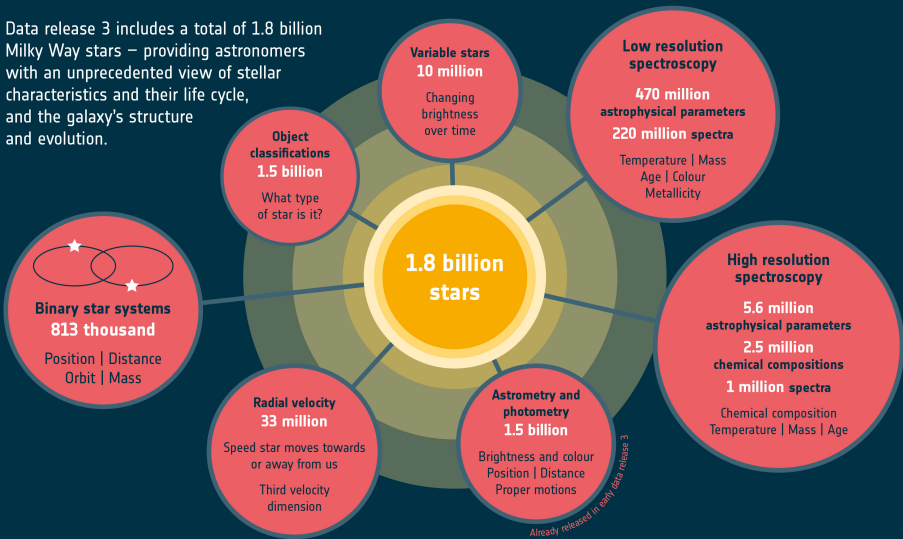 Data release 3 includes a total of 1.8 billion
Milky Way stars – providing astronomers
with an unprecedented view of stellar
characteristics and their life cycle,
and the galaxy's structure
and evolution.
Variable stars
10 million
Changing
brightness
over time
Low resolution
spectroscopy
470 million
astrophysical parameters
220 million spectra
Temperature | Mass
Age | Colour
Metallicity
Object
classifications
1.5 billion
What type
of star is it?
1.8 billion
stars
High resolution
spectroscopy
5.6 million
astrophysical parameters
2.5 million
chemical compositions
1 million spectra
Chemical composition
Temperature | Mass | Age
Binary star systems
813 thousand
Position | Distance
Orbit | Mass
Radial velocity
33 million
Speed star moves towards
or away from us
Third velocity
dimension
Astrometry and
photometry
1.5 billion
Brightness and colour
Position | Distance
Proper motions
Already released in early data release 3